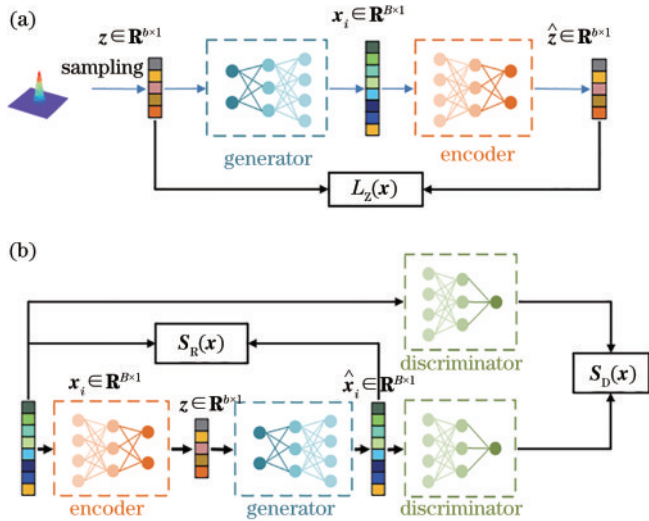 (a)
z∈R^{b×1}
x_i∈R^{B×1}
ẑ∈R^{b×1}
sampling
generator
encoder
L_Z(x)
(b)
discriminator
S_R(x)
S_D(x)
x_i∈R^{B×1}
z∈R^{b×1}
x̂_i∈R^{B×1}
encoder
generator
discriminator